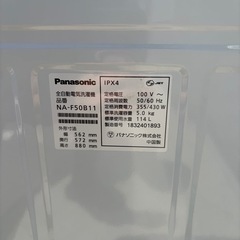 Panasonic
全自動電気洗濯機
品番
NA-F50B11
外形寸法
幅 562 mm
奥行 572 mm
高さ 880 mm
IPX4
JET
定格電圧 : 100 V~
定格周波数 : 50/60 Hz
定格消費電力 : 355/430 W
標準洗濯容量 : 5.0 kg
標準使用水量 : 114 L
製造番号 : 1832401893
パナソニック株式会社
中国製